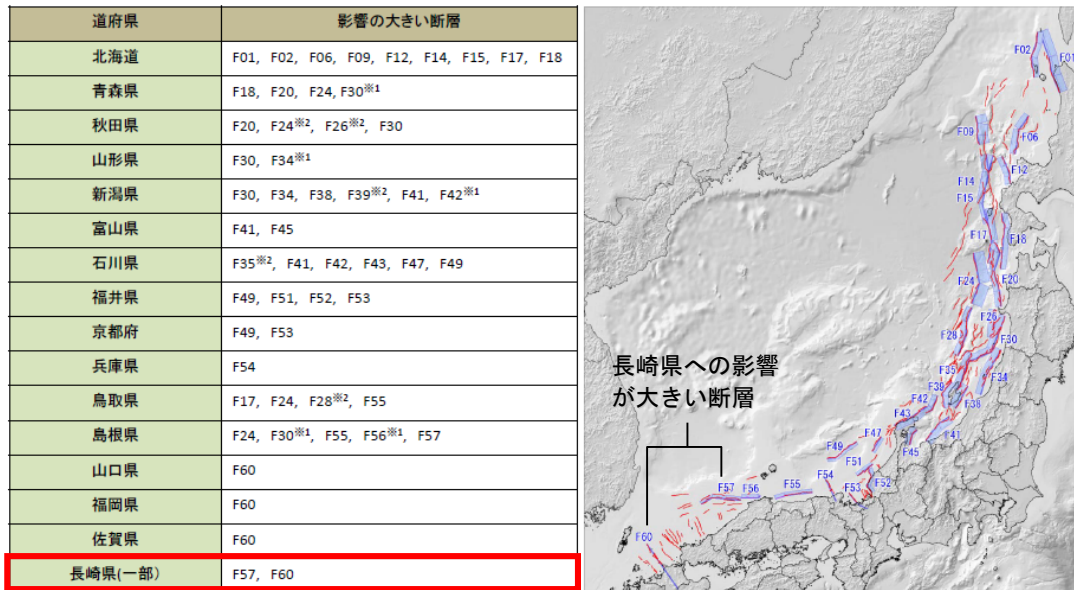 道府県 影響の大きい断層
北海道 F01, F02, F06, F09, F12, F14, F15, F17, F18
青森県 F18, F20, F24, F30※1
秋田県 F20, F24※2, F26※2, F30
山形県 F30, F34※1
新潟県 F30, F34, F38, F39※2, F41, F42※1
富山県 F41, F45
石川県 F35※2, F41, F42, F43, F47, F49
福井県 F49, F51, F52, F53
京都府 F49, F53
兵庫県 F54
鳥取県 F17, F24, F28※2, F55
島根県 F24, F30※1, F55, F56※1, F57
山口県 F60
福岡県 F60
佐賀県 F60
長崎県(一部) F57, F60
F02
F01
F09
F06
F12
F14
F15
F17
F18
F24
F20
F26
F28
F30
長崎県への影響
が大きい断層
F35
F34
F39
F42
F38
F43
F41
F47
F45
F49
F51
F54
F52
F53
F55
F57
F56
F60